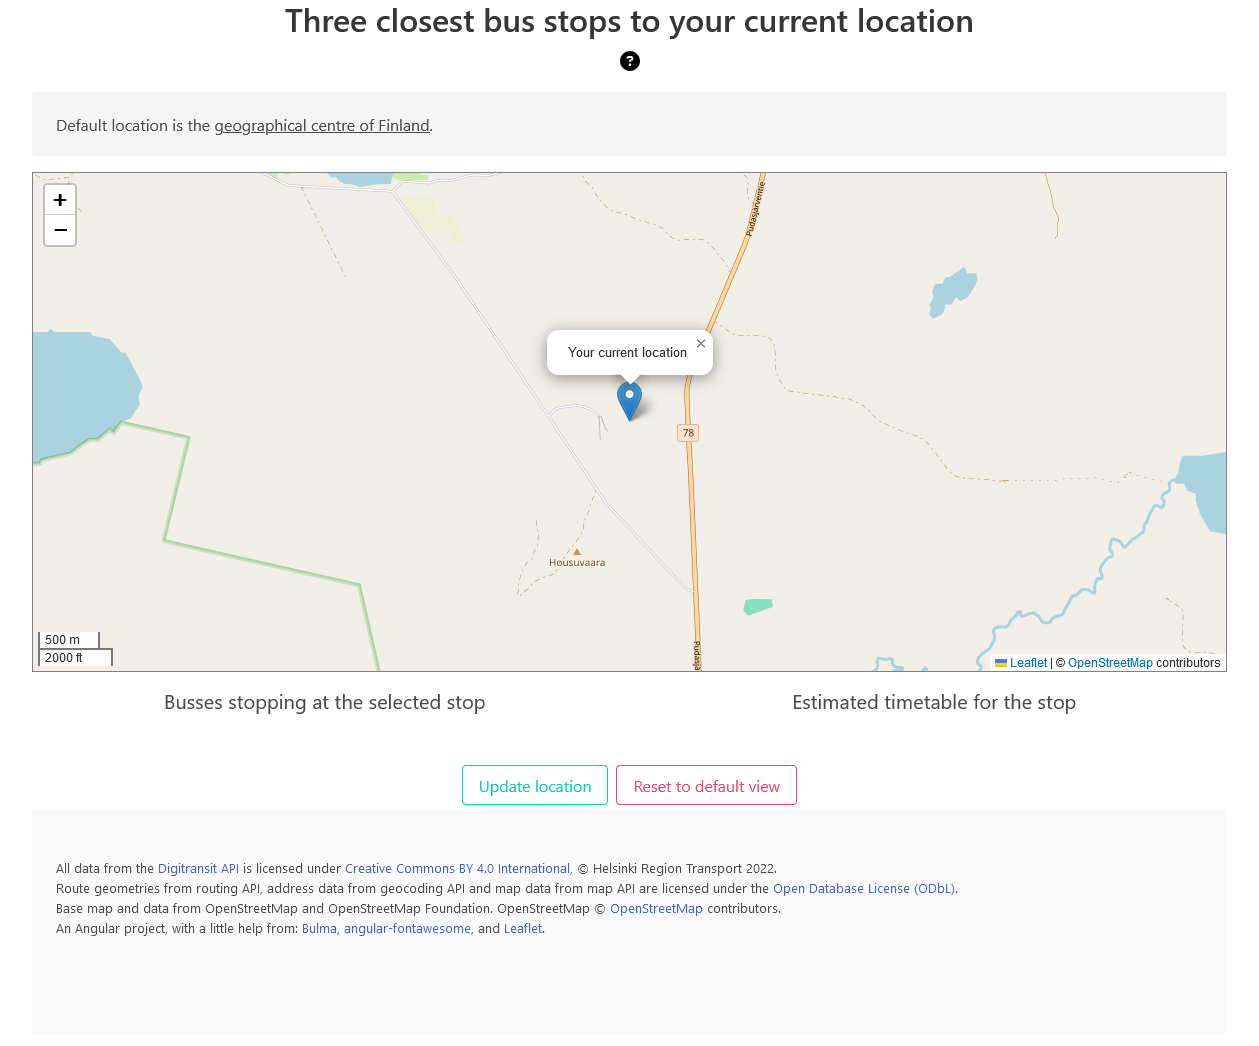 Three closest bus stops to your current location
?
Default location is the geographical centre of Finland.
+
−
Pudasjärventie
Your current location ×
78
Housuvaara
500 m
2000 ft
Pudasjä
Leaflet | © OpenStreetMap contributors
Busses stopping at the selected stop
Estimated timetable for the stop
Update location
Reset to default view
All data from the Digitransit API is licensed under Creative Commons BY 4.0 International, © Helsinki Region Transport 2022.
Route geometries from routing API, address data from geocoding API and map data from map API are licensed under the Open Database License (ODbL).
Base map and data from OpenStreetMap and OpenStreetMap Foundation. OpenStreetMap © OpenStreetMap contributors.
An Angular project, with a little help from: Bulma, angular-fontawesome, and Leaflet.